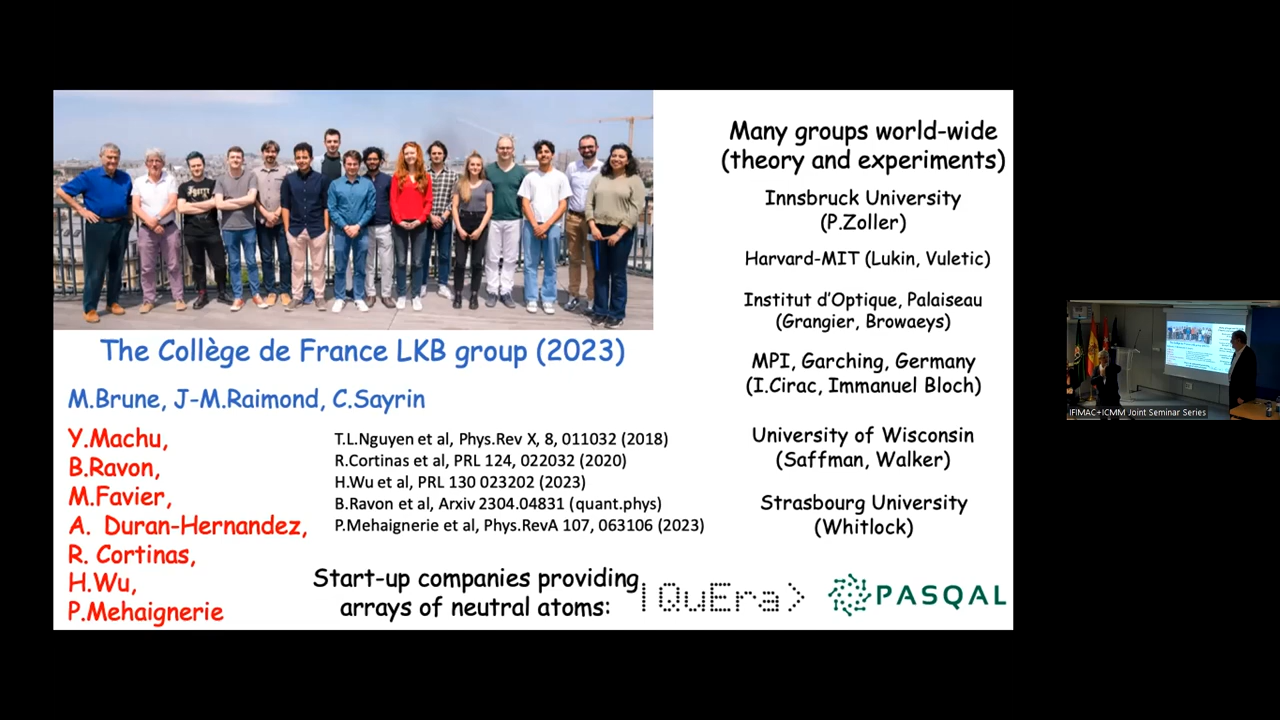 The Collège de France LKB group (2023)
M.Brune, J-M.Raimond, C.Sayrin
Y.Machu,
B.Ravon,
M.Favier,
A. Duran-Hernandez,
R. Cortinas,
H.Wu,
P.Mehaignerie
T.L.Nguyen et al, Phys.Rev X, 8, 011032 (2018)
R.Cortinas et al, PRL 124, 022032 (2020)
H.Wu et al, PRL 130 023202 (2023)
B.Ravon et al, Arxiv 2304.04831 (quant.phys)
P.Mehaignerie et al, Phys.RevA 107, 063106 (2023)
Start-up companies providing
arrays of neutral atoms:
|QuEra>
PASQAL
Many groups world-wide
(theory and experiments)
Innsbruck University
(P.Zoller)
Harvard-MIT (Lukin, Vuletic)
Institut d’Optique, Palaiseau
(Grangier, Browaeys)
MPI, Garching, Germany
(I.Cirac, Immanuel Bloch)
University of Wisconsin
(Saffman, Walker)
Strasbourg University
(Whitlock)
IFIMAC+ICMM Joint Seminar Series